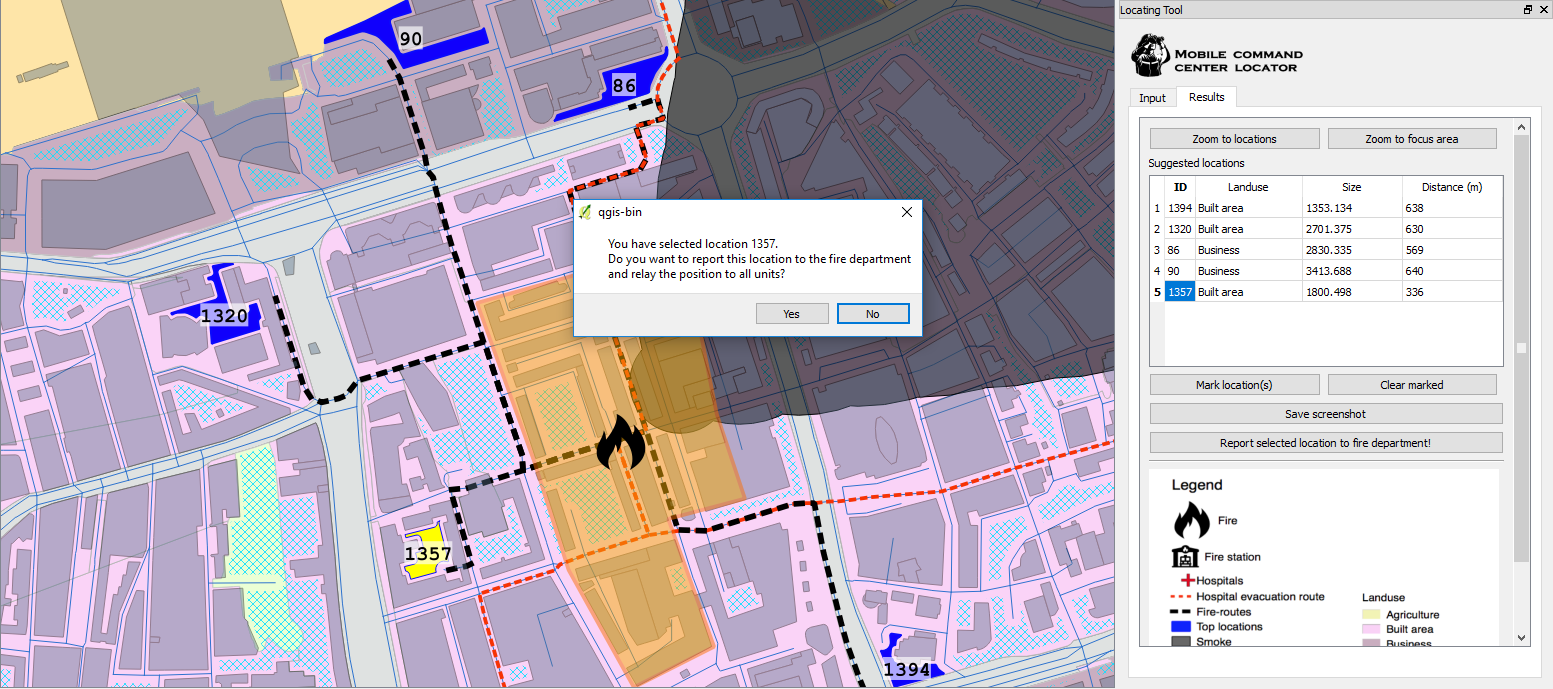 90
86
1320
1357
1394
qgis-bin
You have selected location 1357.
Do you want to report this location to the fire department
and relay the position to all units?
Yes No
Locating Tool
MOBILE COMMAND
CENTER LOCATOR
Input Results
Zoom to locations Zoom to focus area
Suggested locations
ID Landuse Size Distance (m)
1 1394 Built area 1353.134 638
2 1320 Built area 2701.375 630
3 86 Business 2830.335 569
4 90 Business 3413.688 640
5 1357 Built area 1800.498 336
Mark location(s) Clear marked
Save screenshot
Report selected location to fire department!
Legend
Fire
Fire station
Hospitals
Hospital evacuation route
Fire-routes
Top locations
Smoke
Landuse
Agriculture
Built area
Business